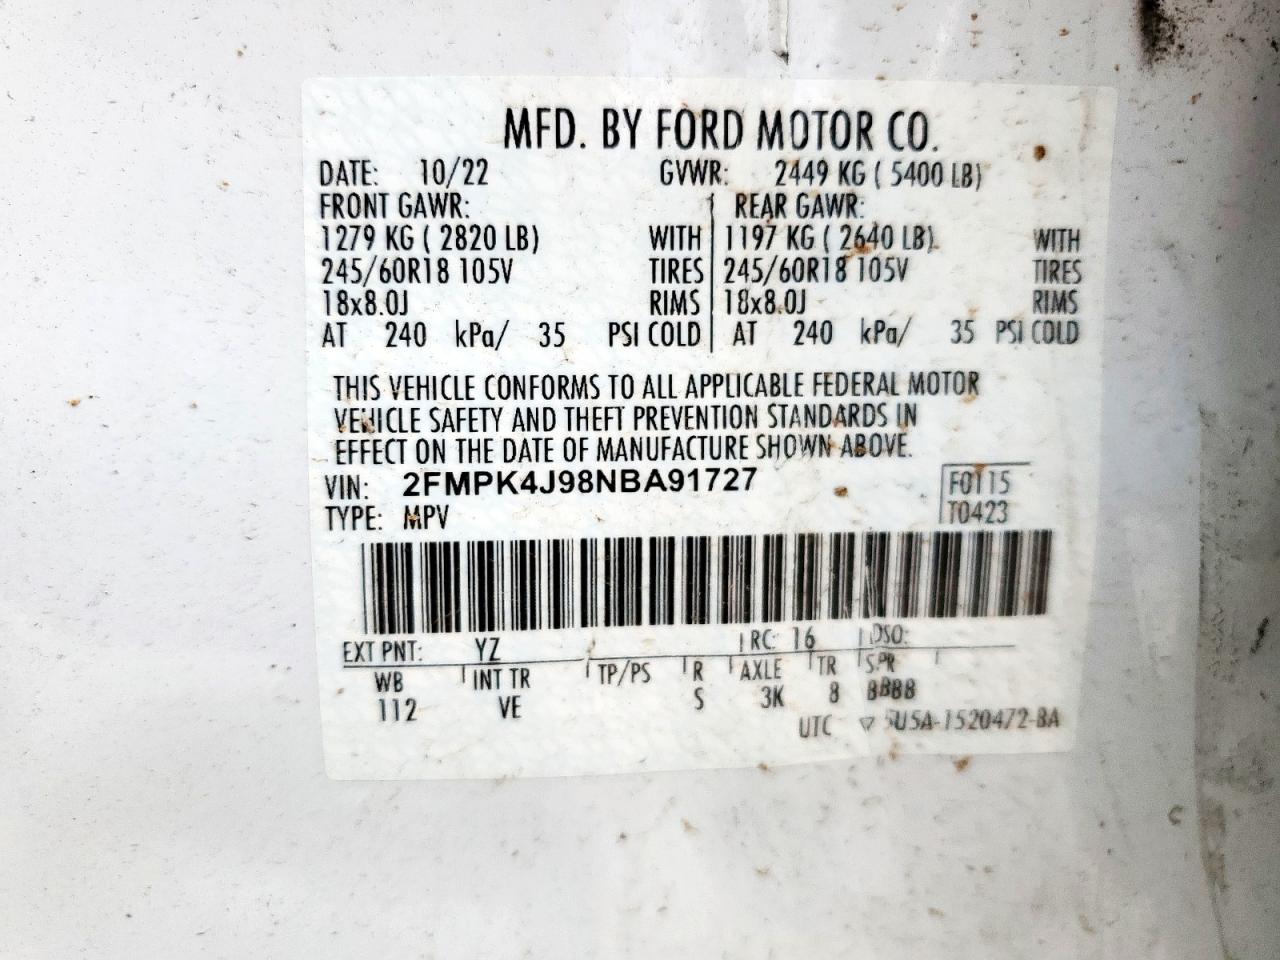 MFD. BY FORD MOTOR CO.
DATE: 10/22 GVWR: 2449 KG ( 5400 LB)
FRONT GAWR: REAR GAWR:
1279 KG ( 2820 LB) WITH 1197 KG ( 2640 LB) WITH
245/60R18 105V TIRES 245/60R18 105V TIRES
18x8.0J RIMS 18x8.0J RIMS
AT 240 kPa/ 35 PSI COLD AT 240 kPa/ 35 PSI COLD
THIS VEHICLE CONFORMS TO ALL APPLICABLE FEDERAL MOTOR
VEHICLE SAFETY AND THEFT PREVENTION STANDARDS IN
EFFECT ON THE DATE OF MANUFACTURE SHOWN ABOVE.
VIN: 2FMPK4J98NBA91727 F0115
TYPE: MPV T0423
EXT PNT: YZ RC: 16 DSO:
WB INT TR TP/PS R AXLE TR SPR
112 VE S 3K 8 BBBB
UTC ▽